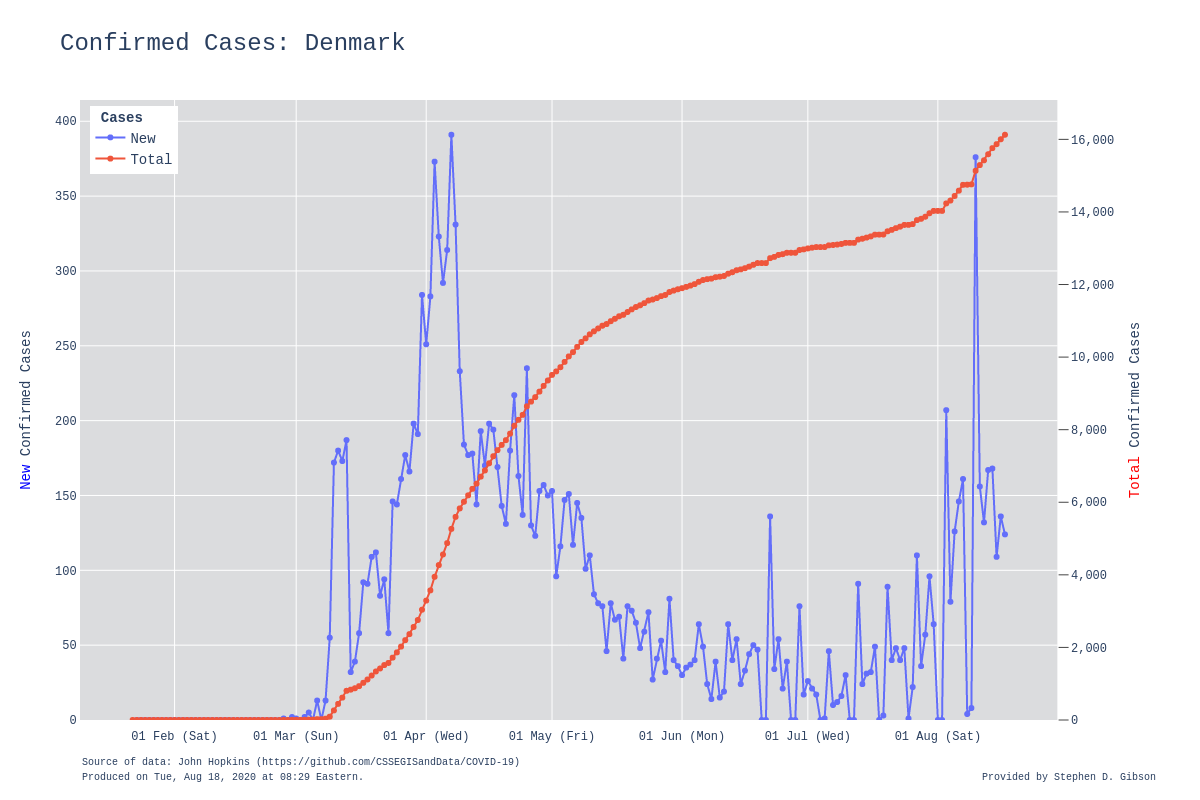 Confirmed Cases: Denmark
Cases
New
Total
400
350
300
250
200
150
100
50
0
New Confirmed Cases
16,000
14,000
12,000
10,000
8,000
6,000
4,000
2,000
0
Total Confirmed Cases
01 Feb (Sat) 01 Mar (Sun) 01 Apr (Wed) 01 May (Fri) 01 Jun (Mon) 01 Jul (Wed) 01 Aug (Sat)
Source of data: John Hopkins (https://github.com/CSSEGISandData/COVID-19)
Produced on Tue, Aug 18, 2020 at 08:29 Eastern.
Provided by Stephen D. Gibson